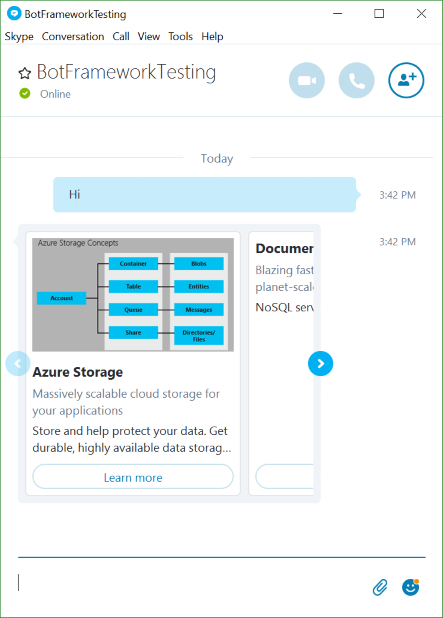 BotFrameworkTesting
Skype Conversation Call View Tools Help
BotFrameworkTesting
Online
Today
Hi
3:42 PM
3:42 PM
Azure Storage Concepts
Container
Blobs
Table
Entities
Account
Queue
Messages
Share
Directories/
Files
Azure Storage
Massively scalable cloud storage for
your applications
Store and help protect your data. Get
durable, highly available data storag...
Learn more
Documen
Blazing fast
planet-scal
NoSQL serv